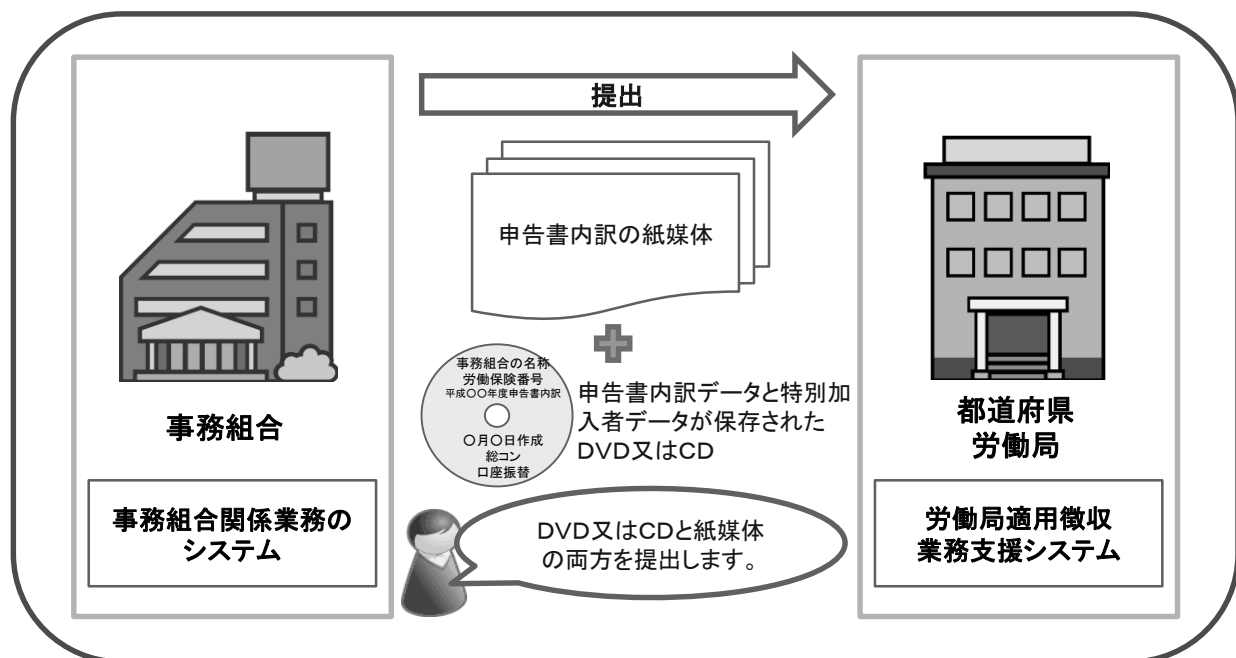 提出
申告書内訳の紙媒体
事務組合の名称
労働保険番号
平成〇〇年度申告書内訳
〇月〇日作成
総コン
口座振替
申告書内訳データと特別加
入者データが保存された
DVD又はCD
事務組合
事務組合関係業務の
システム
DVD又はCDと紙媒体
の両方を提出します。
都道府県
労働局
労働局適用徴収
業務支援システム